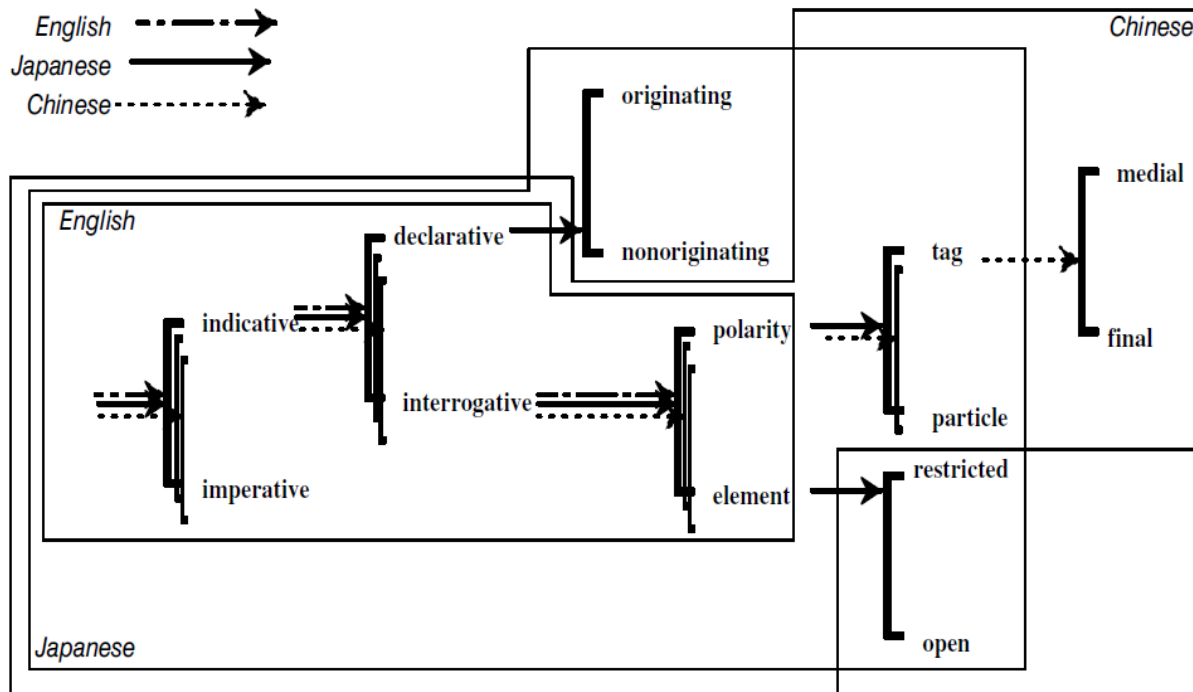 English
Japanese
Chinese
Chinese
originating
medial
English
declarative
nonoriginating
tag
indicative
polarity
final
interrogative
particle
imperative
element
restricted
Japanese
open